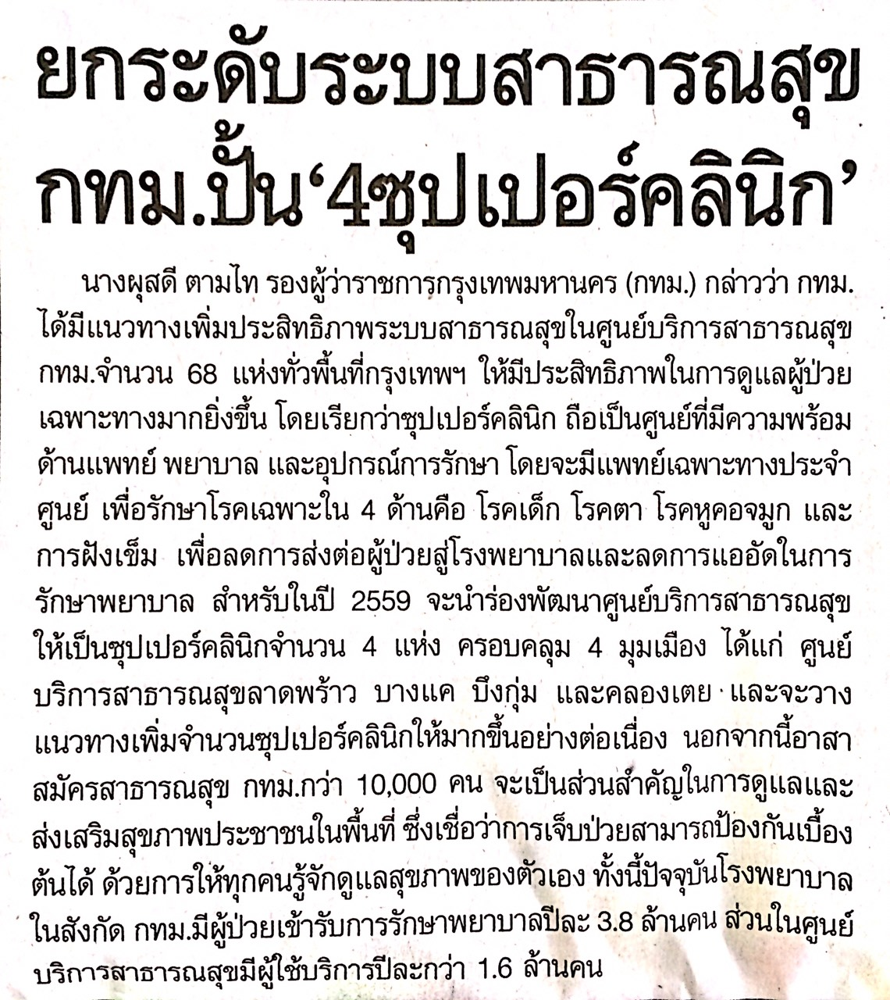 ยกระดับระบบสาธารณสุข
กทม.ปั้น‘4ซุปเปอร์คลินิก’
นางผุสดี ตามไท รองผู้ว่าราชการกรุงเทพมหานคร (กทม.) กล่าวว่า กทม.
ได้มีแนวทางเพิ่มประสิทธิภาพระบบสาธารณสุขในศูนย์บริการสาธารณสุข
กทม.จำนวน 68 แห่งทั่วพื้นที่กรุงเทพฯ ให้มีประสิทธิภาพในการดูแลผู้ป่วย
เฉพาะทางมากยิ่งขึ้น โดยเรียกว่าซุปเปอร์คลินิก ถือเป็นศูนย์ที่มีความพร้อม
ด้านแพทย์ พยาบาล และอุปกรณ์การรักษา โดยจะมีแพทย์เฉพาะทางประจำ
ศูนย์ เพื่อรักษาโรคเฉพาะใน 4 ด้านคือ โรคเด็ก โรคตา โรคหูคอจมูก และ
การฝังเข็ม เพื่อลดการส่งต่อผู้ป่วยสู่โรงพยาบาลและลดการแออัดในการ
รักษาพยาบาล สำหรับในปี 2559 จะนำร่องพัฒนาศูนย์บริการสาธารณสุข
ให้เป็นซุปเปอร์คลินิกจำนวน 4 แห่ง ครอบคลุม 4 มุมเมือง ได้แก่ ศูนย์
บริการสาธารณสุขลาดพร้าว บางแค บึงกุ่ม และคลองเตย และจะวาง
แนวทางเพิ่มจำนวนซุปเปอร์คลินิกให้มากขึ้นอย่างต่อเนื่อง นอกจากนี้อาสา
สมัครสาธารณสุข กทม.กว่า 10,000 คน จะเป็นส่วนสำคัญในการดูแลและ
ส่งเสริมสุขภาพประชาชนในพื้นที่ ซึ่งเชื่อว่าการเจ็บป่วยสามารถป้องกันเบื้อง
ต้นได้ ด้วยการให้ทุกคนรู้จักดูแลสุขภาพของตัวเอง ทั้งนี้ปัจจุบันโรงพยาบาล
ในสังกัด กทม.มีผู้ป่วยเข้ารับการรักษาพยาบาลปีละ 3.8 ล้านคน ส่วนในศูนย์
บริการสาธารณสุขมีผู้ใช้บริการปีละกว่า 1.6 ล้านคน